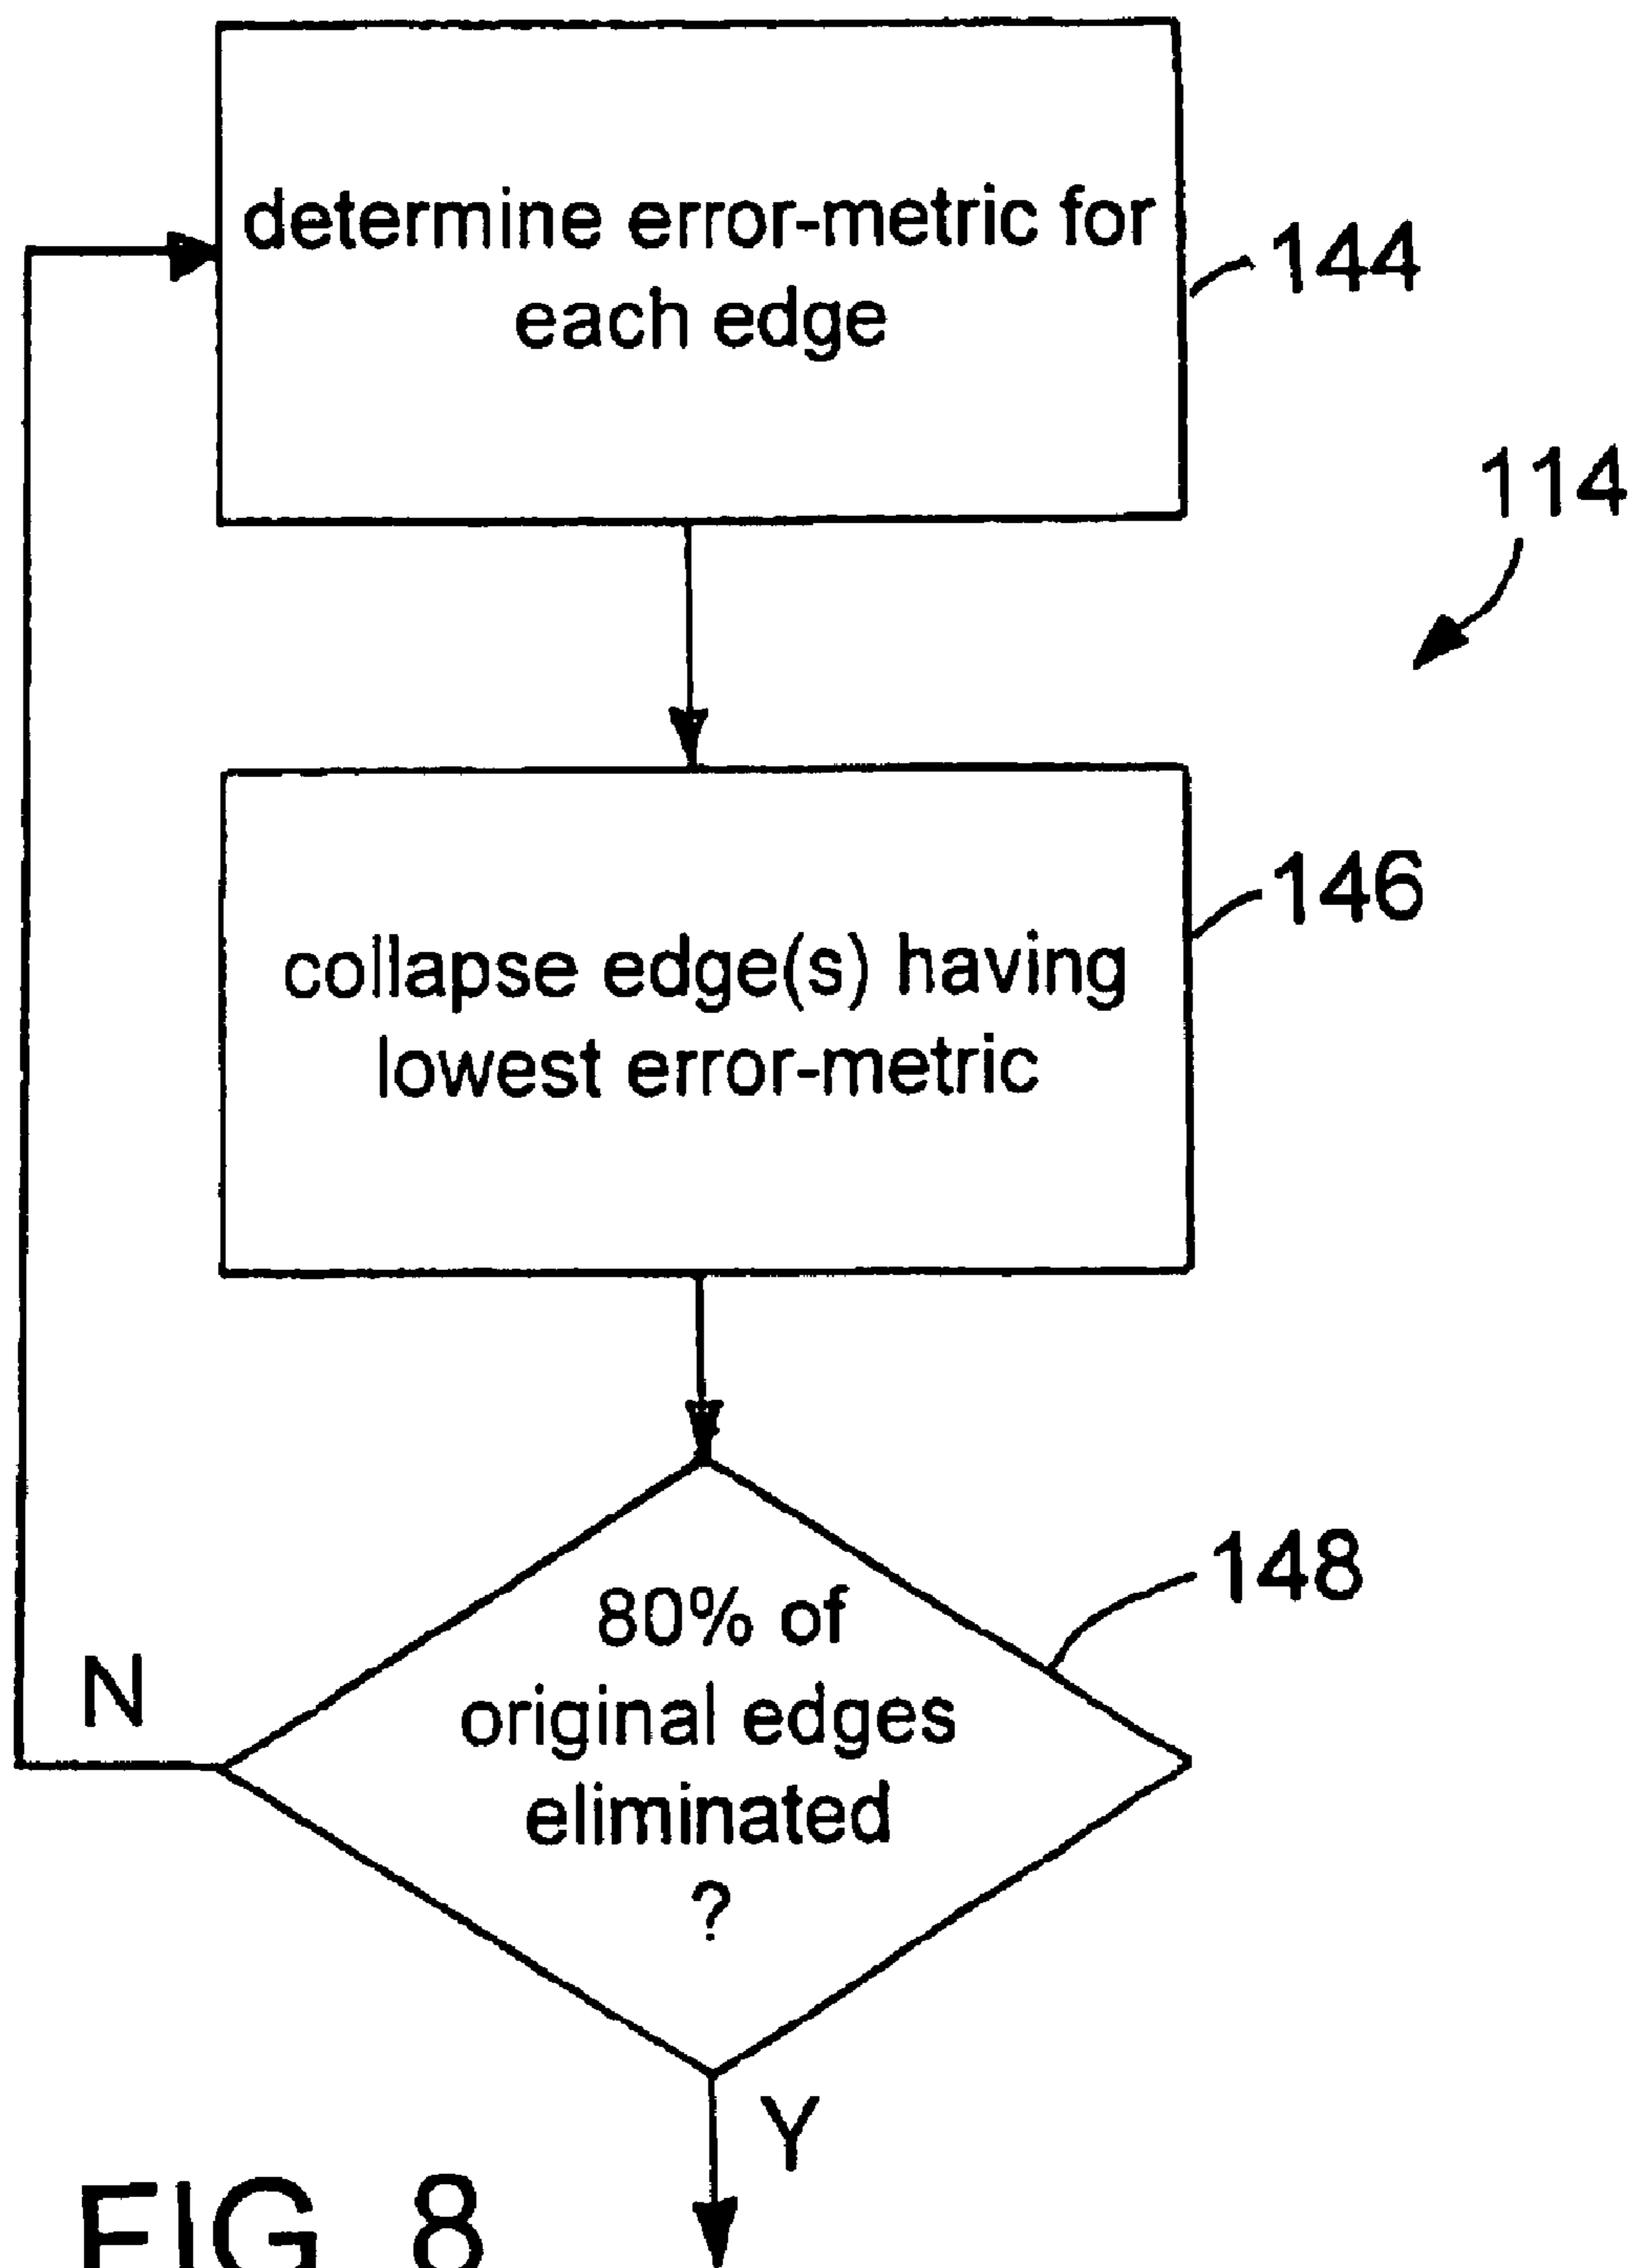 determine error-metric for
each edge
144
114
collapse edge(s) having
lowest error-metric
146
80% of
original edges
eliminated
?
148
N
Y
FIG 8